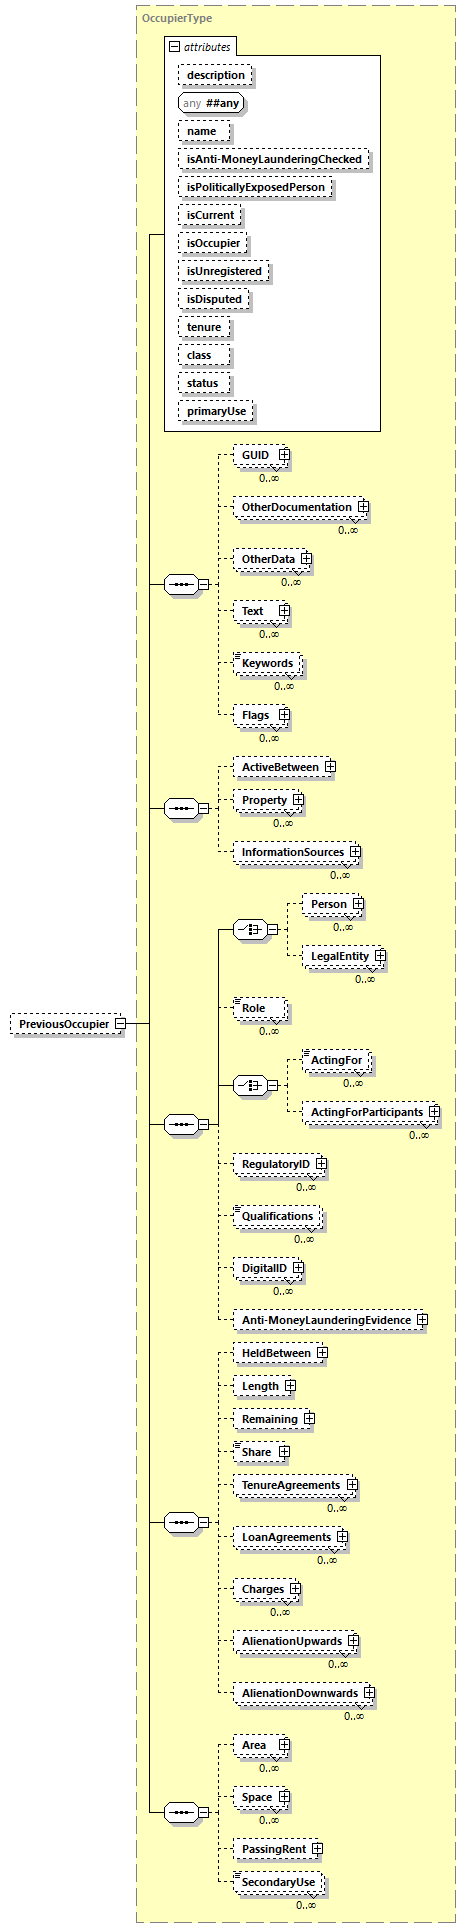 OccupierType
attributes
description
any ##any
name
isAnti-MoneyLaunderingChecked
isPoliticallyExposedPerson
isCurrent
isOccupier
isUnregistered
isDisputed
tenure
class
status
primaryUse
GUID
0..∞
OtherDocumentation
0..∞
OtherData
0..∞
Text
0..∞
Keywords
0..∞
Flags
0..∞
ActiveBetween
Property
0..∞
InformationSources
0..∞
Person
0..∞
LegalEntity
0..∞
Role
0..∞
PreviousOccupier
ActingFor
0..∞
ActingForParticipants
0..∞
RegulatoryID
0..∞
Qualifications
0..∞
DigitalID
0..∞
Anti-MoneyLaunderingEvidence
HeldBetween
Length
Remaining
Share
TenureAgreements
0..∞
LoanAgreements
0..∞
Charges
0..∞
AlienationUpwards
0..∞
AlienationDownwards
0..∞
Area
0..∞
Space
0..∞
PassingRent
SecondaryUse
0..∞